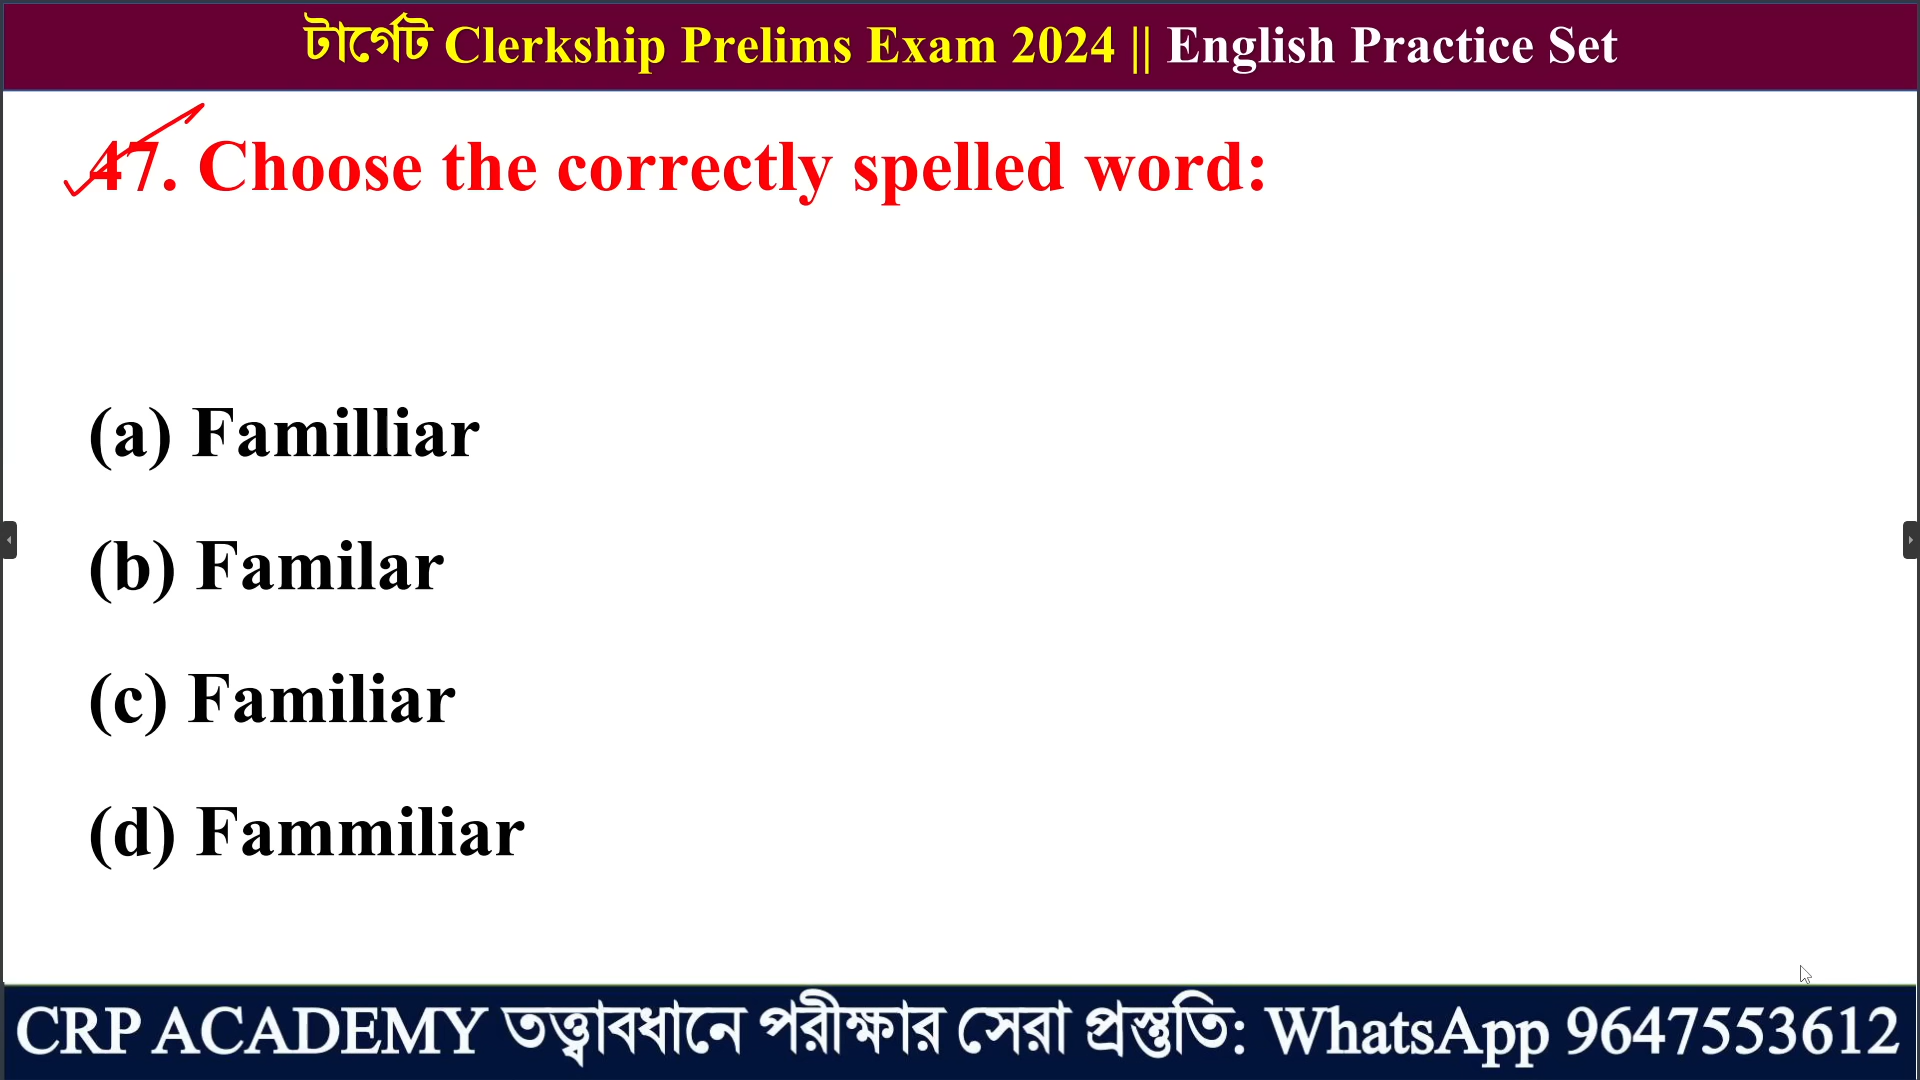 টার্গেট Clerkship Prelims Exam 2024 || English Practice Set
47. Choose the correctly spelled word:
(a) Familliar
(b) Familar
(c) Familiar
(d) Fammiliar
CRP ACADEMY তত্ত্বাবধানে পরীক্ষার সেরা প্রস্তুতি: WhatsApp 9647553612